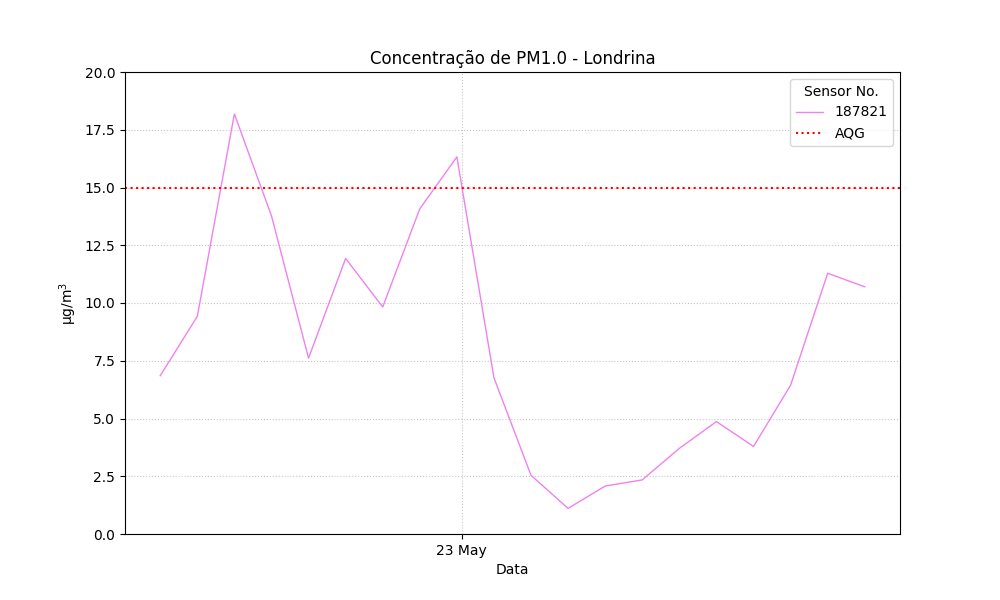 Concentração de PM1.0 - Londrina
Sensor No.
187821
AQG
20.0
17.5
15.0
12.5
10.0
7.5
5.0
2.5
0.0
µg/m³
23 May
Data